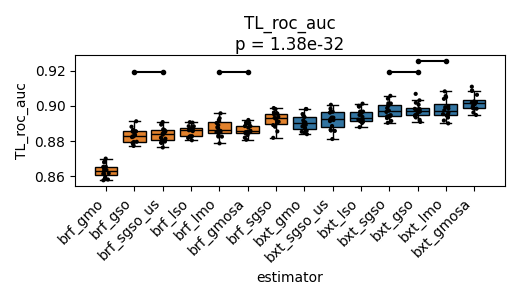 TL_roc_auc
p = 1.38e-32
TL_roc_auc
0.92
0.90
0.88
0.86
brf_gmo
brf_gso
brf_sgso_us
brf_lso
brf_lmo
brf_gmosa
brf_sgso
bxt_gmo
bxt_sgso_us
bxt_lso
bxt_sgso
bxt_gso
bxt_lmo
bxt_gmosa
estimator